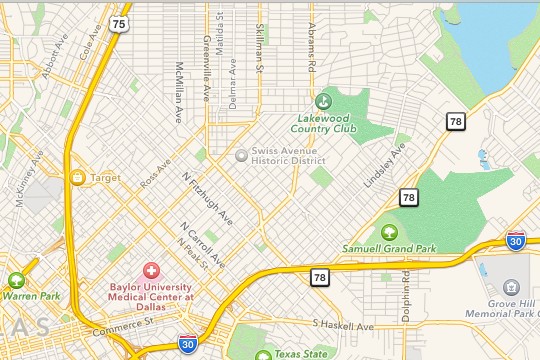 75
Abbott Ave
Cole Ave
Matilda St
Greenville Ave
Skillman St
Abrams Rd
McMillan Ave
Delmar Ave
Lakewood
Country Club
78
Swiss Avenue
Historic District
McKinney Ave
Target
Ross Ave
Lindsley Ave
N Fitzhugh Ave
78
N Carroll Ave
N Peak St
Samuell Grand Park
30
Baylor University
Medical Center at
Dallas
78
Dolphin Rd
Warren Park
Grove Hill
Memorial Park C
AS
Commerce St
S Haskell Ave
30
Texas State